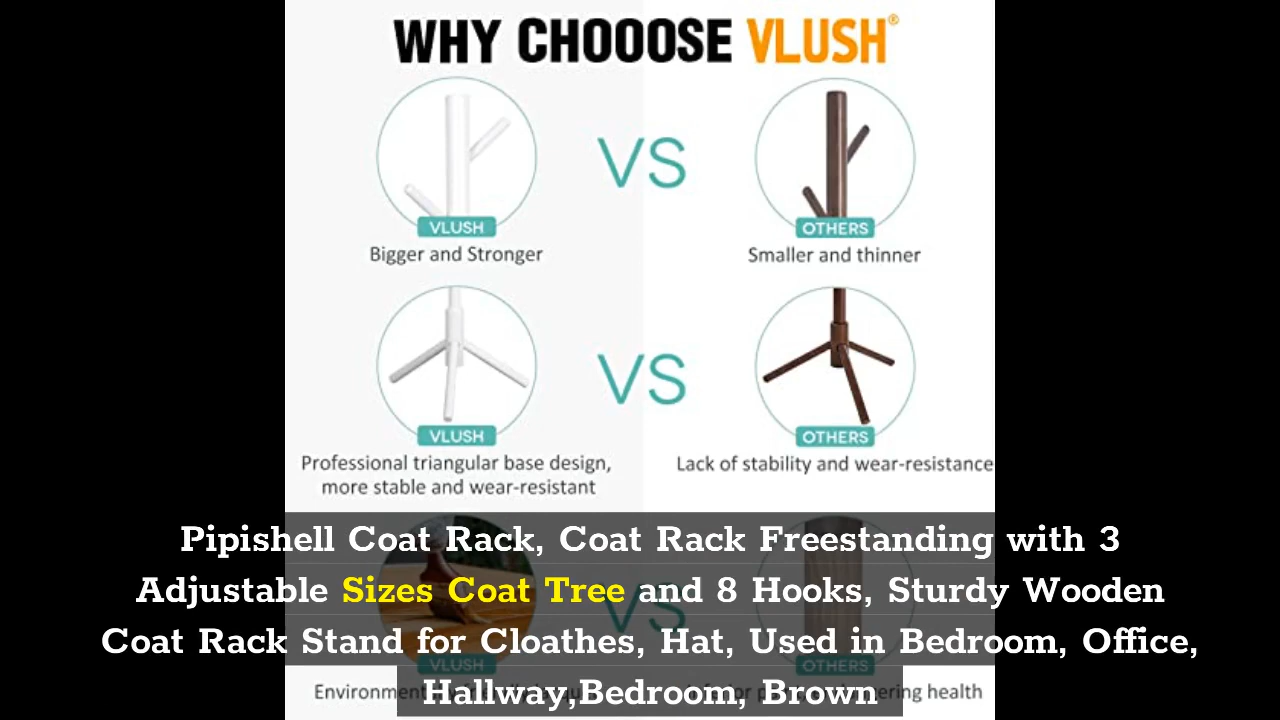 WHY CHOOOSE VLUSH®
VS
VLUSH
OTHERS
Bigger and Stronger
Smaller and thinner
VS
VLUSH
OTHERS
Professional triangular base design,
more stable and wear-resistant
Lack of stability and wear-resistance
Pipishell Coat Rack, Coat Rack Freestanding with 3
Adjustable Sizes Coat Tree and 8 Hooks, Sturdy Wooden
VS
Coat Rack Stand for Cloathes, Hat, Used in Bedroom, Office,
VLUSH
OTHERS
Hallway,Bedroom, Brown
health